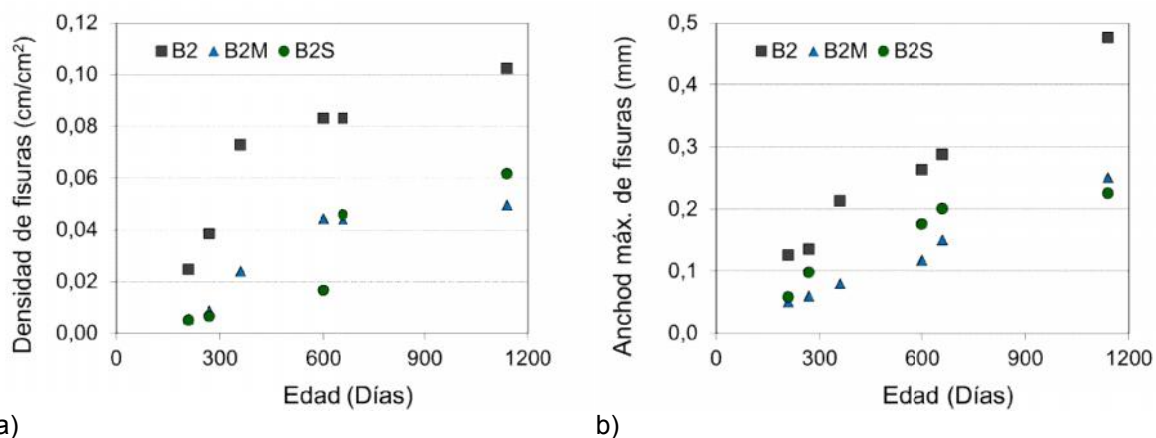 Densidad de fisuras (cm/cm²)
0,12
0,10
0,08
0,06
0,04
0,02
0,00
B2 B2M B2S
0 300 600 900 1200
Edad (Días)
a)
Anchod máx. de fisuras (mm)
0,5
0,4
0,3
0,2
0,1
0,0
B2 B2M B2S
0 300 600 900 1200
Edad (Días)
b)